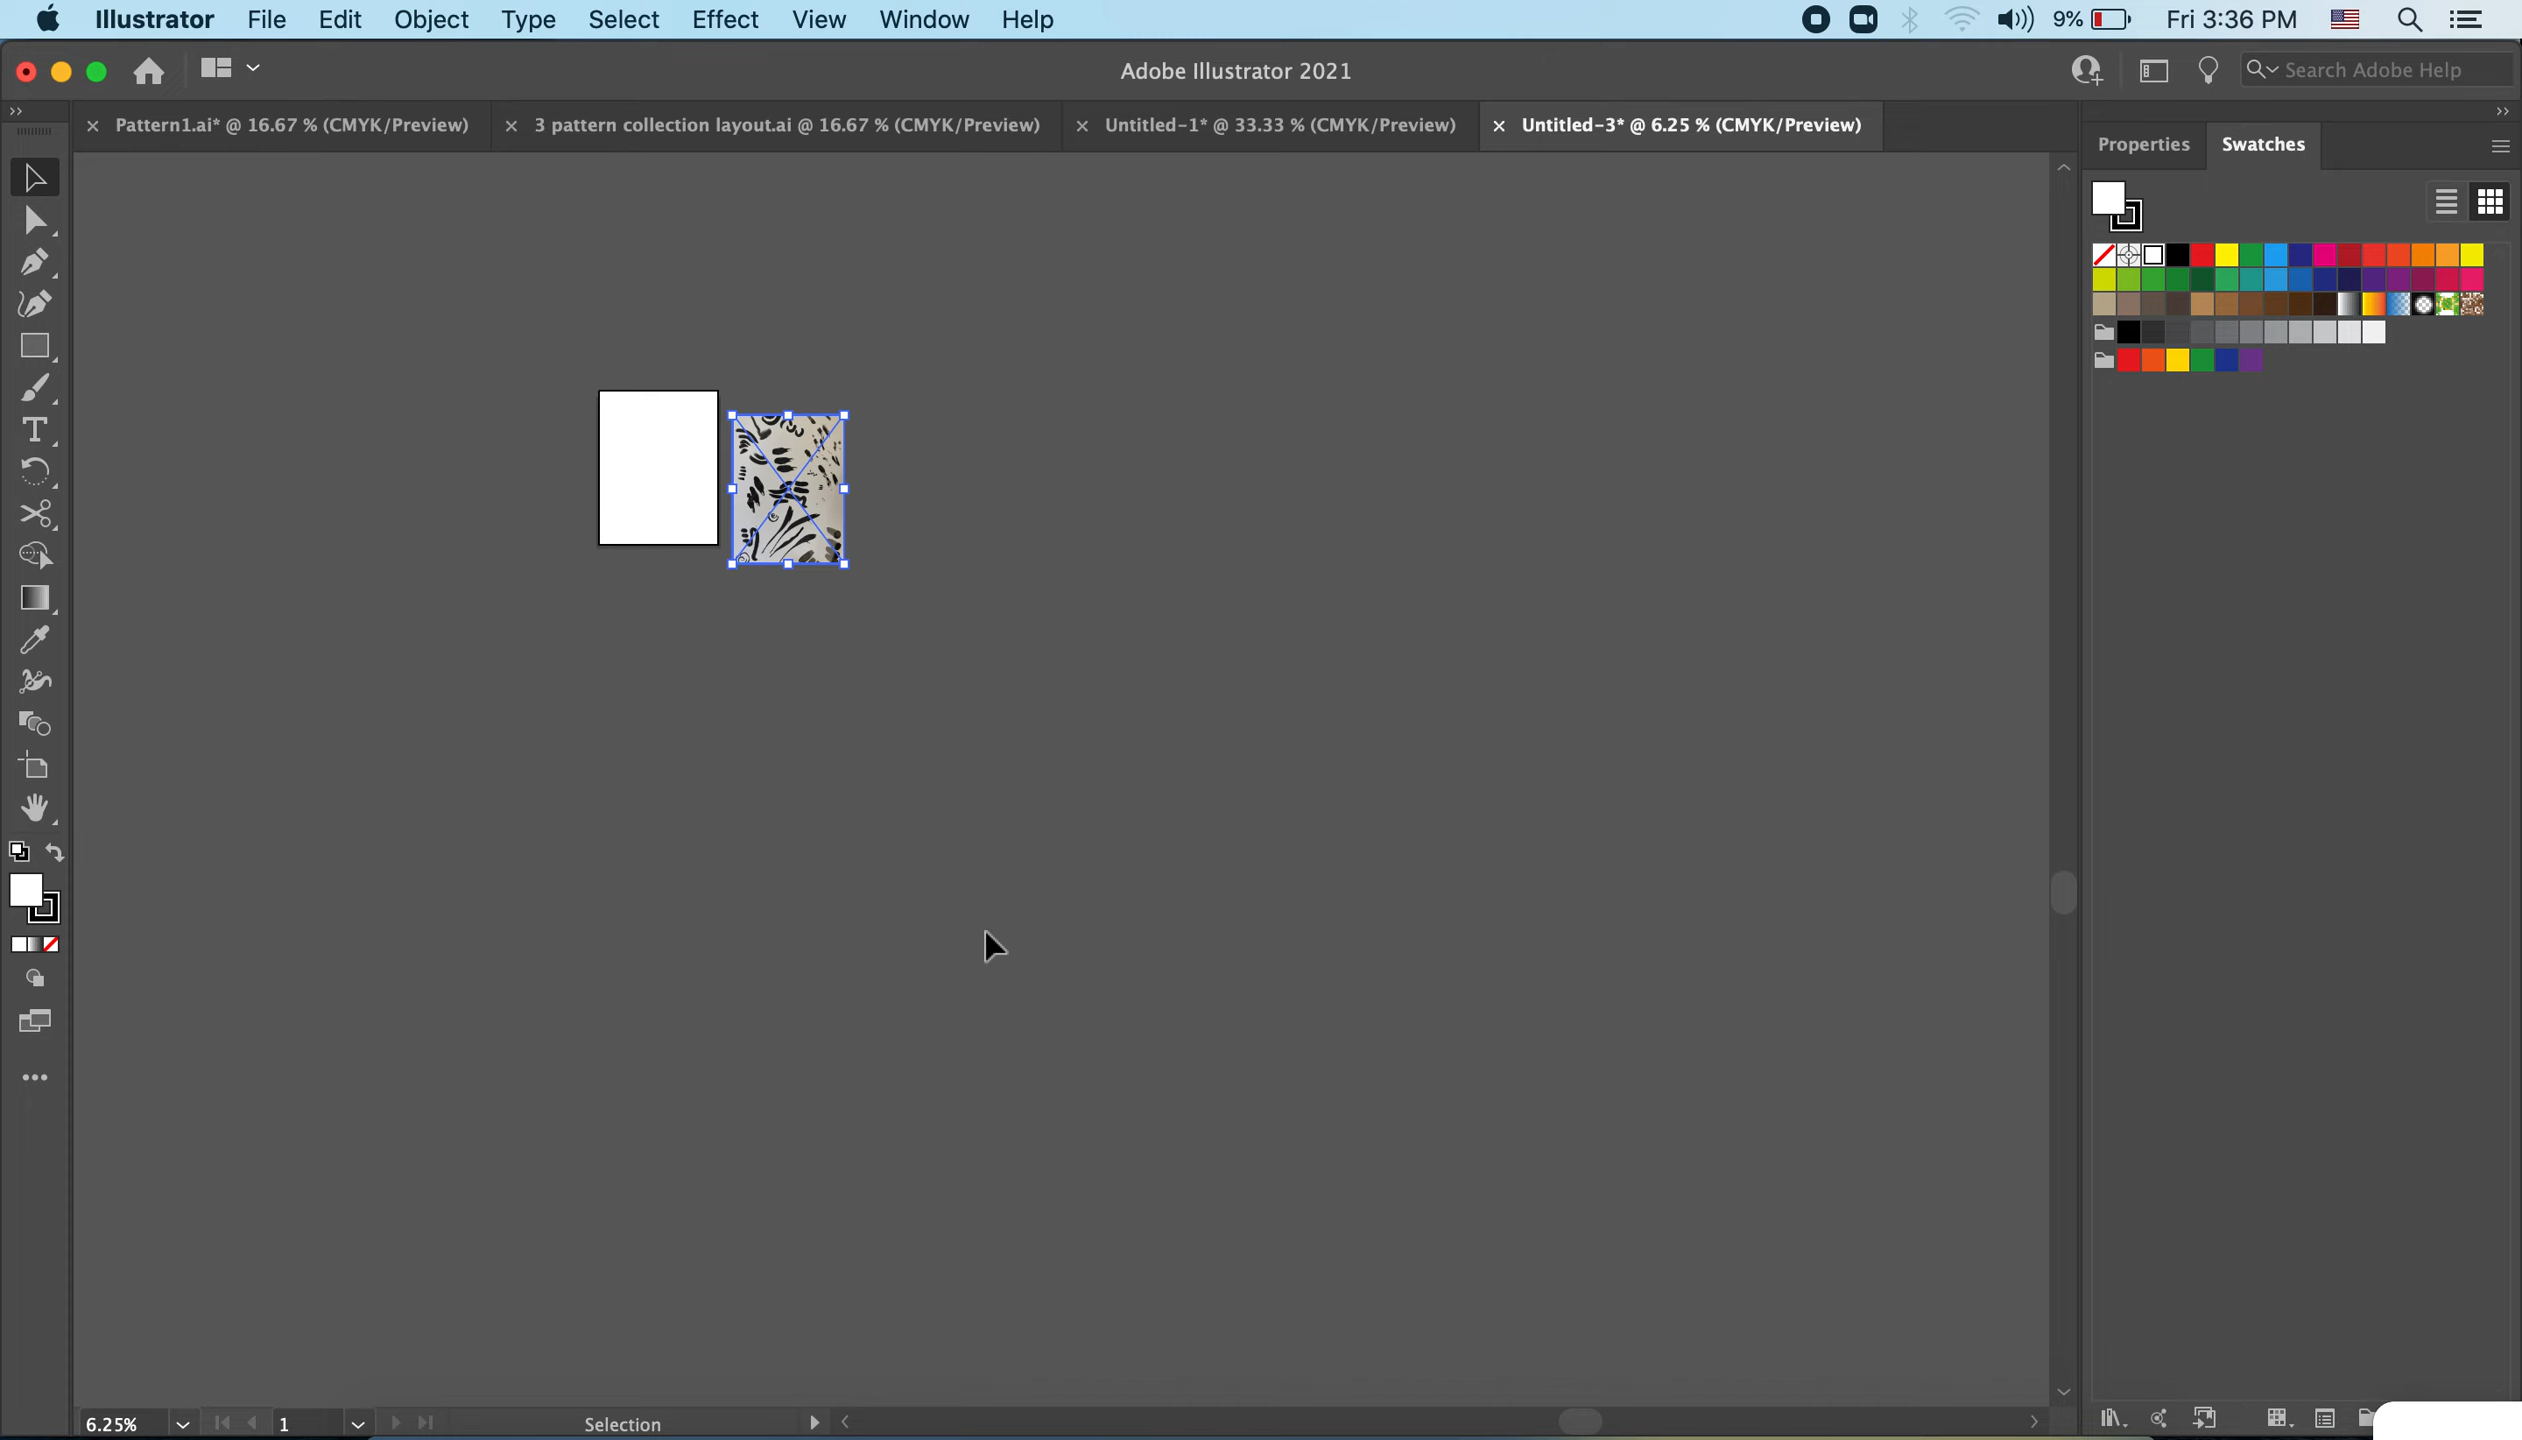 Illustrator File Edit Object Type Select Effect View Window Help 9% Fri 3:36 PM
Adobe Illustrator 2021 Search Adobe Help
Pattern1.ai* @ 16.67 % (CMYK/Preview) 3 pattern collection layout.ai @ 16.67 % (CMYK/Preview) Untitled-1* @ 33.33 % (CMYK/Preview) Untitled-3* @ 6.25 % (CMYK/Preview)
Properties Swatches
6.25% 1 Selection